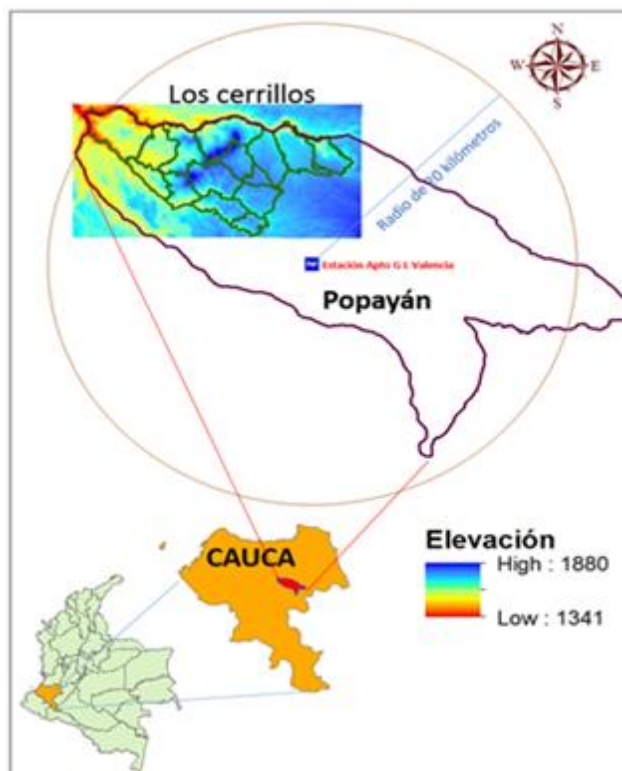 N
W E
S
Los cerrillos
Radio de 20 kilómetros
Estación Apto G L Valencia
Popayán
CAUCA
Elevación
High : 1880
Low : 1341